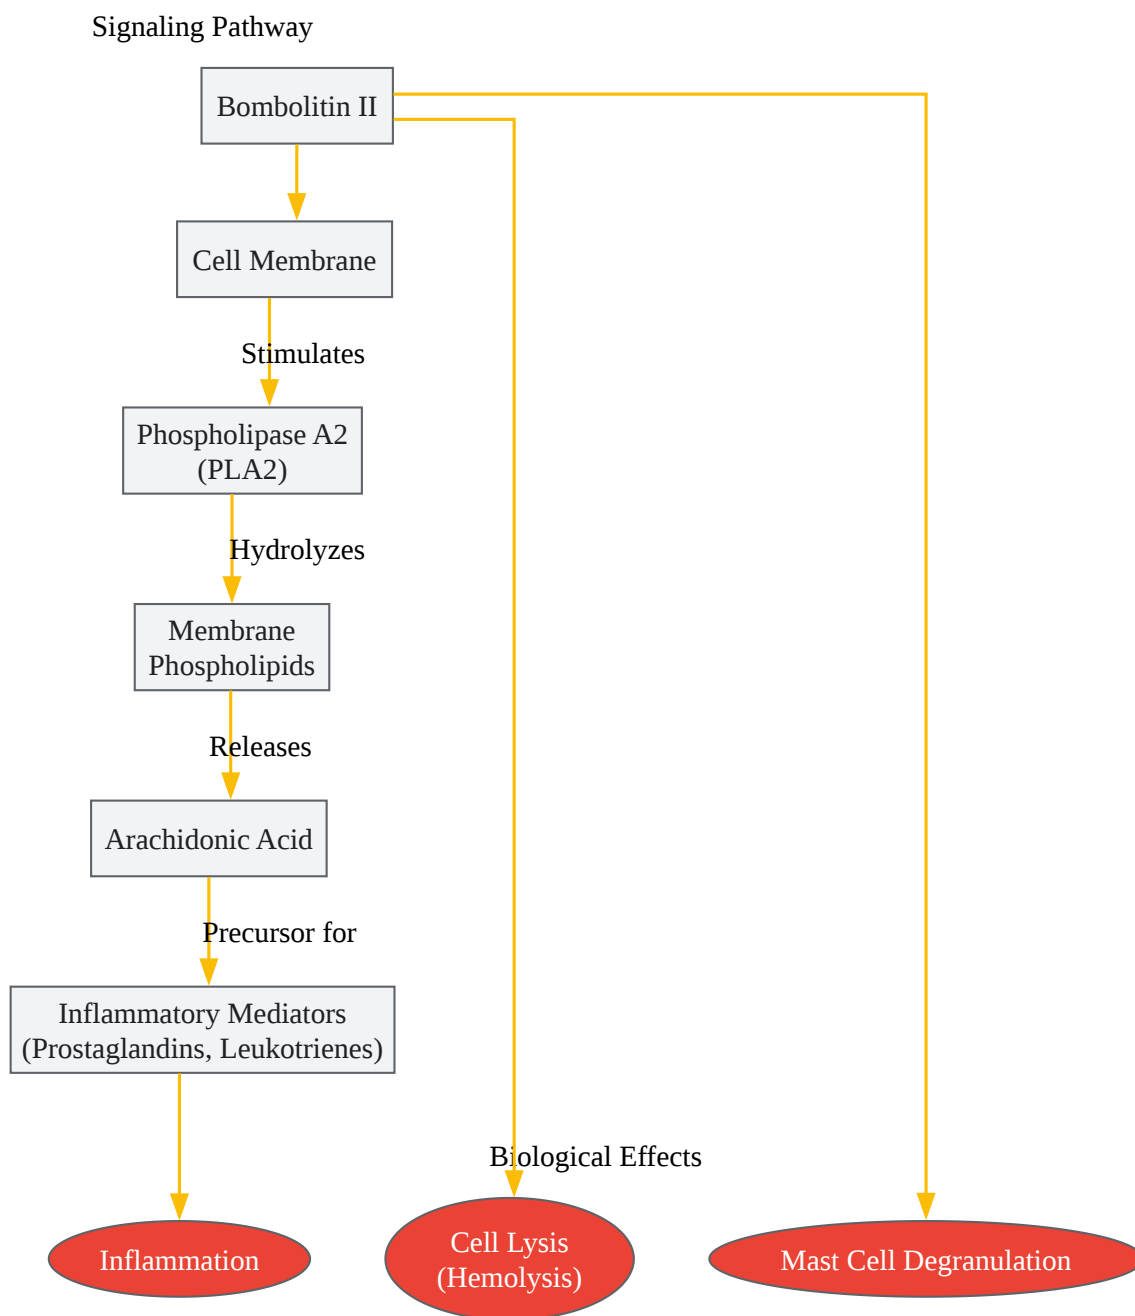 Signaling Pathway
Bombolitin II
Cell Membrane
Stimulates
Phospholipase A2
(PLA2)
Hydrolyzes
Membrane
Phospholipids
Releases
Arachidonic Acid
Precursor for
Inflammatory Mediators
(Prostaglandins, Leukotrienes)
Biological Effects
Inflammation
Cell Lysis
(Hemolysis)
Mast Cell Degranulation